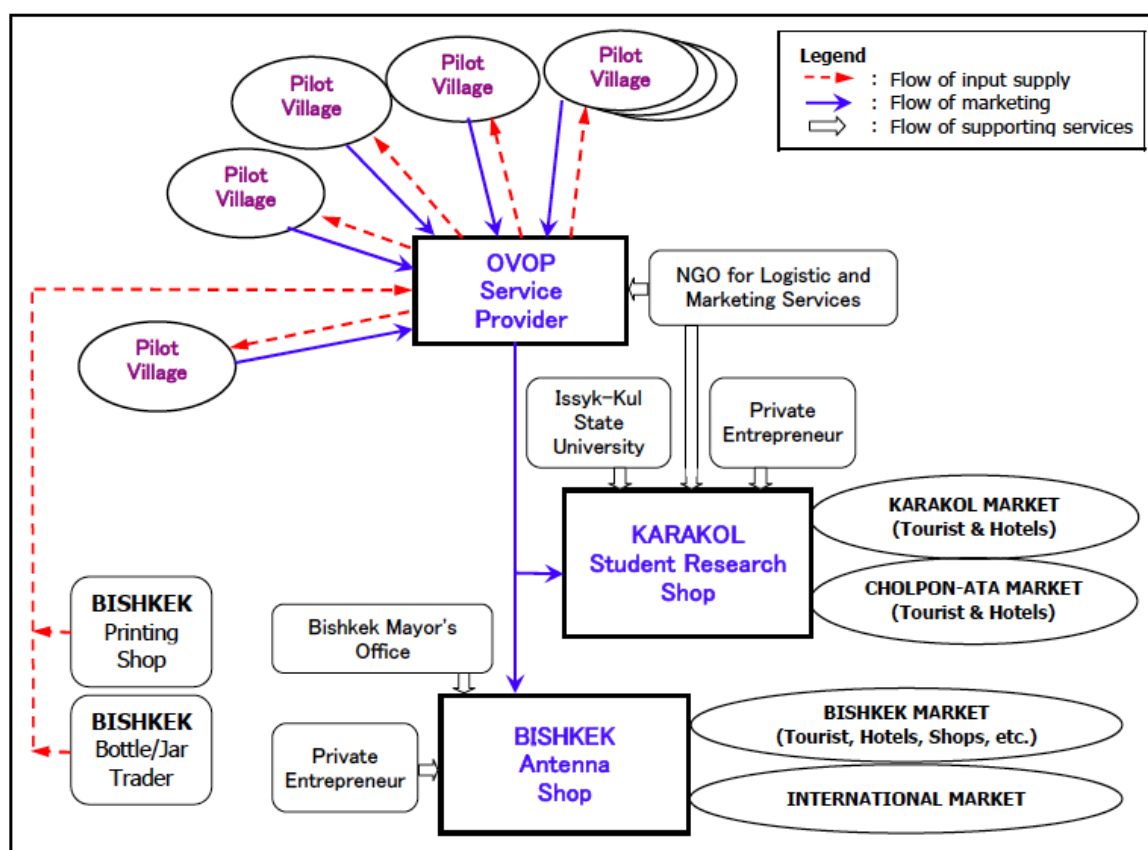 Pilot
Village
Pilot
Village
Pilot
Village
Legend
: Flow of input supply
: Flow of marketing
: Flow of supporting services
Pilot
Village
OVOP
Service
Provider
NGO for Logistic and
Marketing Services
Pilot
Village
Issyk-Kul
State
University
Private
Entrepreneur
KARAKOL
Student Research
Shop
KARAKOL MARKET
(Tourist & Hotels)
CHOLPON-ATA MARKET
(Tourist & Hotels)
BISHKEK
Printing
Shop
Bishkek Mayor's
Office
BISHKEK
Bottle/Jar
Trader
Private
Entrepreneur
BISHKEK
Antenna
Shop
BISHKEK MARKET
(Tourist, Hotels, Shops, etc.)
INTERNATIONAL MARKET